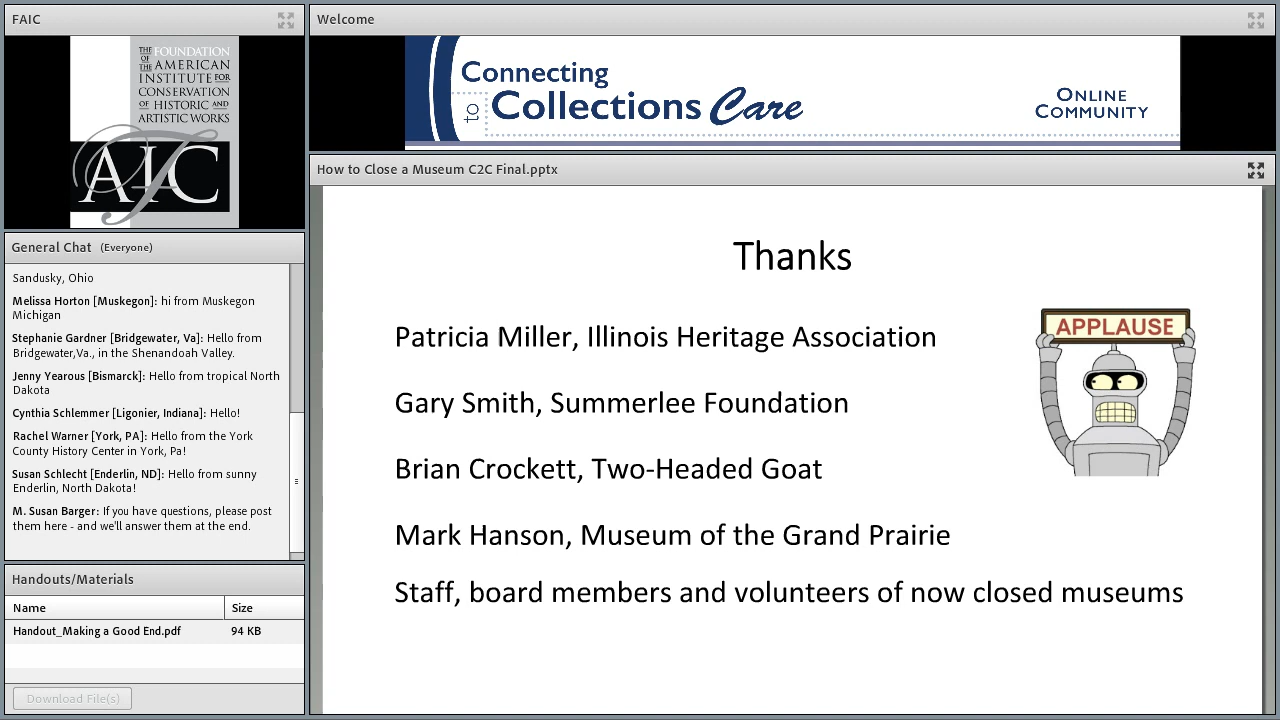 FAIC
THE FOUNDATION
OF THE AMERICAN
INSTITUTE FOR
CONSERVATION
OF HISTORIC AND
ARTISTIC WORKS
AIC
General Chat (Everyone)
Sandusky, Ohio
Melissa Horton [Muskegon]: hi from Muskegon
Michigan
Stephanie Gardner [Bridgewater, Va]: Hello from
Bridgewater,Va., in the Shenandoah Valley.
Jenny Yearous [Bismarck]: Hello from tropical North
Dakota
Cynthia Schlemmer [Ligonier, Indiana]: Hello!
Rachel Warner [York, PA]: Hello from the York
County History Center in York, Pa!
Susan Schlecht [Enderlin, ND]: Hello from sunny
Enderlin, North Dakota!
M. Susan Barger: If you have questions, please post
them here - and we'll answer them at the end.
Handouts/Materials
Name Size
Handout_Making a Good End.pdf 94 KB
Download File(s)
Welcome
Connecting
to Collections Care
ONLINE
COMMUNITY
How to Close a Museum C2C Final.pptx
Thanks
APPLAUSE
Patricia Miller, Illinois Heritage Association
Gary Smith, Summerlee Foundation
Brian Crockett, Two-Headed Goat
Mark Hanson, Museum of the Grand Prairie
Staff, board members and volunteers of now closed museums